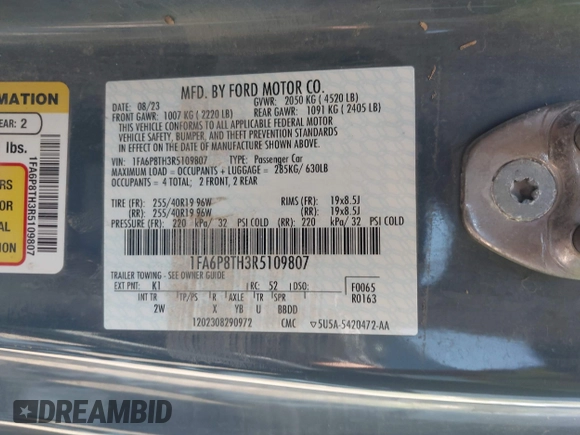 MFD. BY FORD MOTOR CO.
DATE: 08/23 GVWR: 2050 KG ( 4520 LB)
FRONT GAWR: 1007 KG ( 2220 LB) REAR GAWR: 1091 KG ( 2405 LB)
THIS VEHICLE CONFORMS TO ALL APPLICABLE FEDERAL MOTOR
VEHICLE SAFETY, BUMPER, AND THEFT PREVENTION STANDARDS IN
EFFECT ON THE DATE OF MANUFACTURE SHOWN ABOVE.
VIN: 1FA6P8TH3R5109807 TYPE: Passenger Car
MAXIMUM LOAD = OCCUPANTS + LUGGAGE = 285KG/ 630LB
OCCUPANTS = 4 TOTAL: 2 FRONT, 2 REAR
TIRE (FR): 255/40R19 96W RIMS (FR): 19x8.5J
(RR): 255/40R19 96W (RR): 19x8.5J
PRESSURE (FR): 220 kPa/ 32 PSI COLD (RR): 220 kPa/ 32 PSI COLD
1FA6P8TH3R5109807
TRAILER TOWING - SEE OWNER GUIDE
EXT PNT: K1 RC: 52 DSO: F0065
R0163
INT TR TP/PS R AXLE TR SPR
2W X YB U BBDD
1202308290972 CMC 5U5A-5420472-AA
MATION
EAR: 2
lbs.
RS
1FA6P8TH3R5109807
DREAMBID